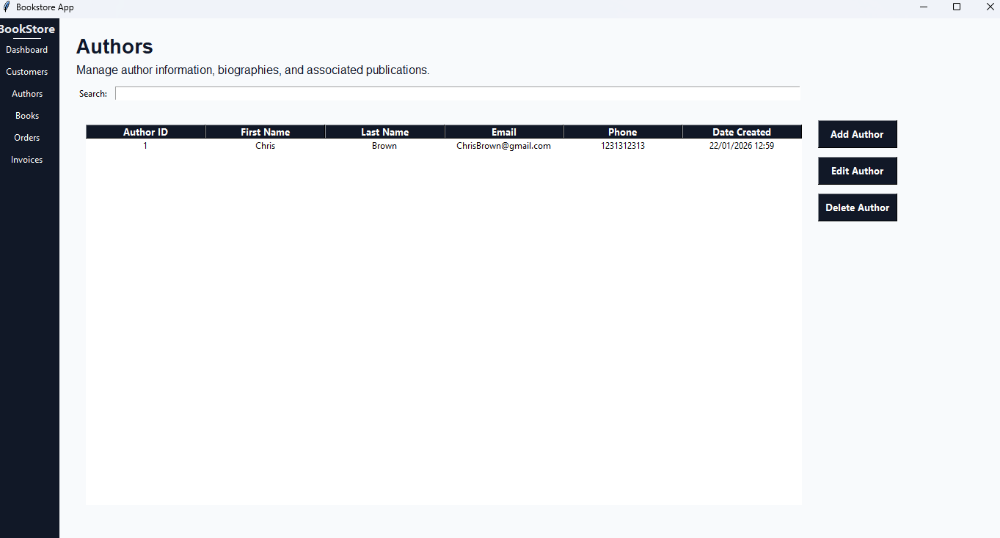 Bookstore App
BookStore
Dashboard
Customers
Authors
Books
Orders
Invoices
Authors
Manage author information, biographies, and associated publications.
Search:
Author ID First Name Last Name Email Phone Date Created
1 Chris Brown ChrisBrown@gmail.com 1231312313 22/01/2026 12:59
Add Author
Edit Author
Delete Author